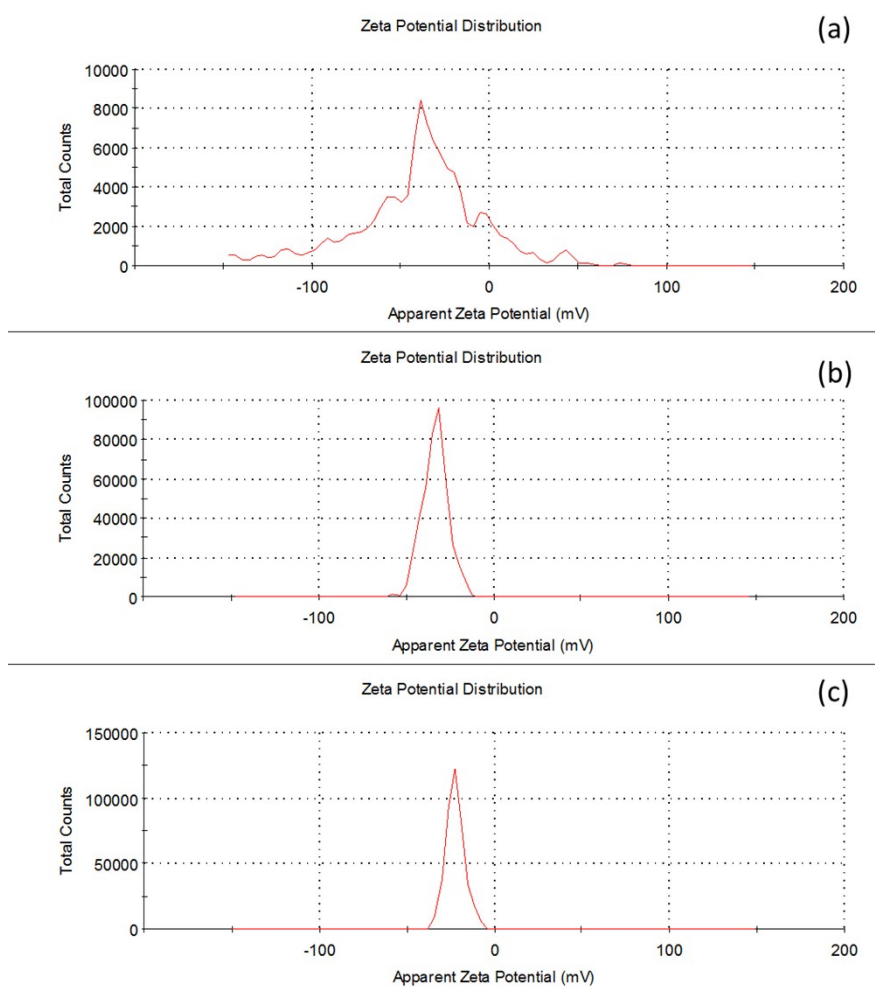 Zeta Potential Distribution
(a)
10000
8000
6000
4000
2000
0
Total Counts
-100 0 100 200
Apparent Zeta Potential (mV)
Zeta Potential Distribution
(b)
100000
80000
60000
40000
20000
0
Total Counts
-100 0 100 200
Apparent Zeta Potential (mV)
Zeta Potential Distribution
(c)
150000
100000
50000
0
Total Counts
-100 0 100 200
Apparent Zeta Potential (mV)